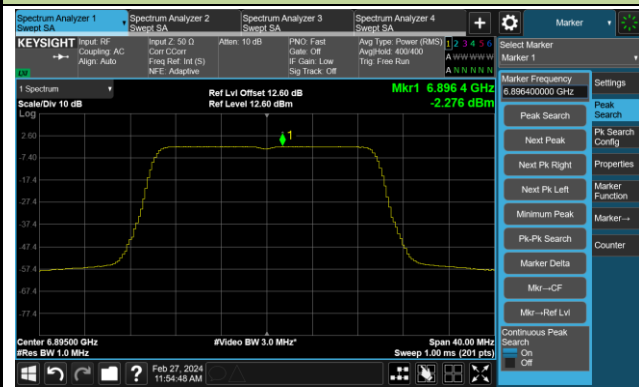 Spectrum Analyzer 1
Swept SA
Spectrum Analyzer 2
Swept SA
Spectrum Analyzer 3
Swept SA
Spectrum Analyzer 4
Swept SA
+
Marker
KEYSIGHT
Input: RF
Coupling: AC
Align: Auto
Input Z: 50 Ω
Corr CCorr
Freq Ref: Int (S)
NFE: Adaptive
Atten: 10 dB
PNO: Fast
Gate: Off
IF Gain: Low
Sig Track: Off
Avg Type: Power (RMS)
Avg|Hold: 400/400
Trig: Free Run
1 2 3 4 5 6
A W W W W W
A N N N N N
Select Marker
Marker 1
LXI
1 Spectrum
Scale/Div 10 dB
Log
Ref Lvl Offset 12.60 dB
Ref Level 12.60 dBm
Mkr1 6.896 4 GHz
-2.276 dBm
1
2.60
-7.40
-17.4
-27.4
-37.4
-47.4
-57.4
-67.4
-77.4
Center 6.89500 GHz
#Res BW 1.0 MHz
#Video BW 3.0 MHz*
Span 40.00 MHz
Sweep 1.00 ms (201 pts)
Marker Frequency
6.896400000 GHz
Peak Search
Next Peak
Next Pk Right
Next Pk Left
Minimum Peak
Pk-Pk Search
Marker Delta
Mkr→CF
Mkr→Ref Lvl
Continuous Peak
Search
On
Off
Settings
Peak
Search
Pk Search
Config
Properties
Marker
Function
Marker→
Counter
?
Feb 27, 2024
11:54:48 AM